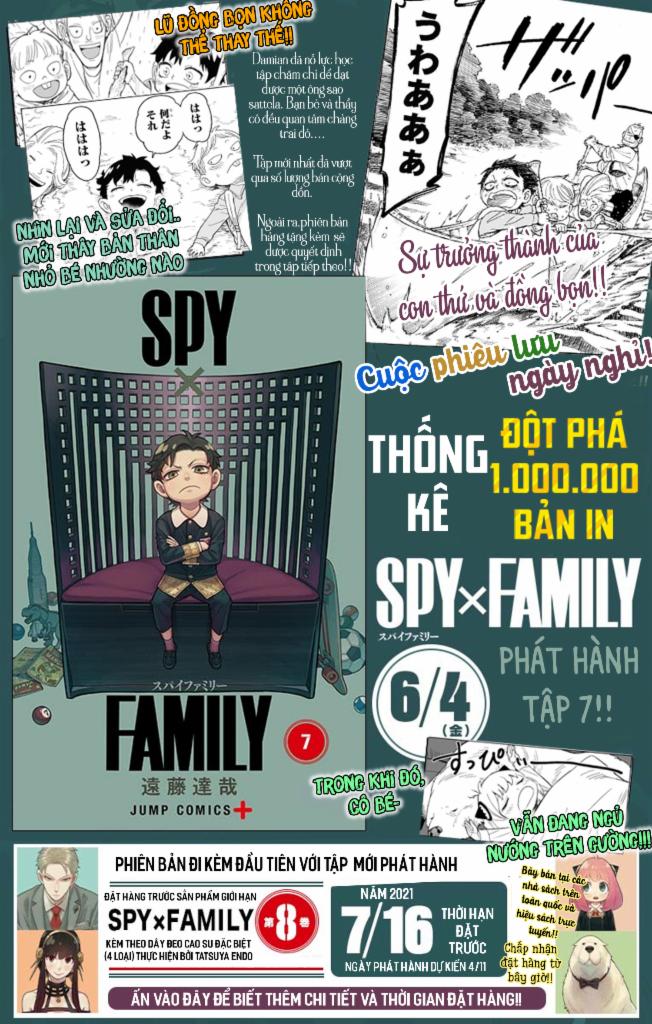 LŨ ĐỒNG BỌN KHÔNG
THỂ THAY THẾ!!
ははっ
何だよ
それ
ははは
NHÌN LẠI VÀ SỬA ĐỔI..
MỚI THẤY BẢN THÂN
NHỎ BÉ NHƯỜNG NÀO
Damian đã nỗ lực học
tập chăm chỉ để đạt
được một ông sao
sattela. Bạn bè và thầy
cô đều quan tâm chàng
trai đó....
Tập mới nhất đã vượt
qua số lượng bản cộng
dồn.
Ngoài ra, phiên bản
hàng tặng kèm sẽ
được quyết định
trong tập tiếp theo!!
うわあああぁ
Sự trưởng thành của
con thứ và đồng bọn!!
Cuộc phiêu lưu
ngày nghỉ!
SPY
×
スパイファミリー
FAMILY
7
遠藤達哉
JUMP COMICS+
THỐNG
KÊ
ĐỘT PHÁ
1.000.000
BẢN IN
SPY×FAMILY
スパイファミリー
6/4
(金)
PHÁT HÀNH
TẬP 7!!
TRONG KHI ĐÓ,
CÔ BÉ-
すっぴー
VẪN ĐANG NGỦ
NƯỚNG TRÊN GƯỜNG!!!
PHIÊN BẢN ĐI KÈM ĐẦU TIÊN VỚI TẬP MỚI PHÁT HÀNH
ĐẶT HÀNG TRƯỚC SẢN PHẨM GIỚI HẠN
SPY×FAMILY
第8巻
KÈM THEO DÂY ĐEO CAO SU ĐẶC BIỆT
(4 LOẠI) THỰC HIỆN BỞI TATSUYA ENDO
NĂM 2021
7/16
THỜI HẠN
ĐẶT
TRƯỚC
NGÀY PHÁT HÀNH DỰ KIẾN 4/11
Bày bán tại các
nhà sách trên
toàn quốc và
hiệu sách trực
tuyến!!
Chấp nhận
đặt hàng từ
bây giờ!!
ẤN VÀO ĐÂY ĐỂ BIẾT THÊM CHI TIẾT VÀ THỜI GIAN ĐẶT HÀNG!!